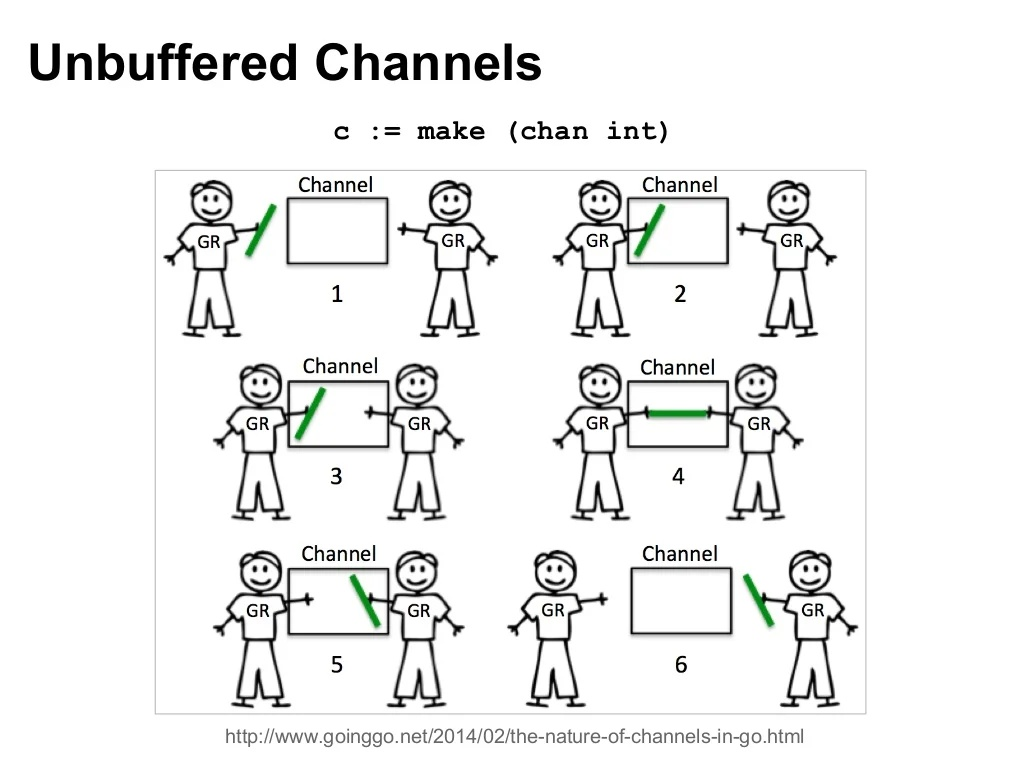 Unbuffered Channels
c := make (chan int)
Channel Channel
GR GR GR GR
1 2
Channel Channel
GR GR GR GR
3 4
Channel Channel
GR GR GR GR
5 6
http://www.goinggo.net/2014/02/the-nature-of-channels-in-go.html